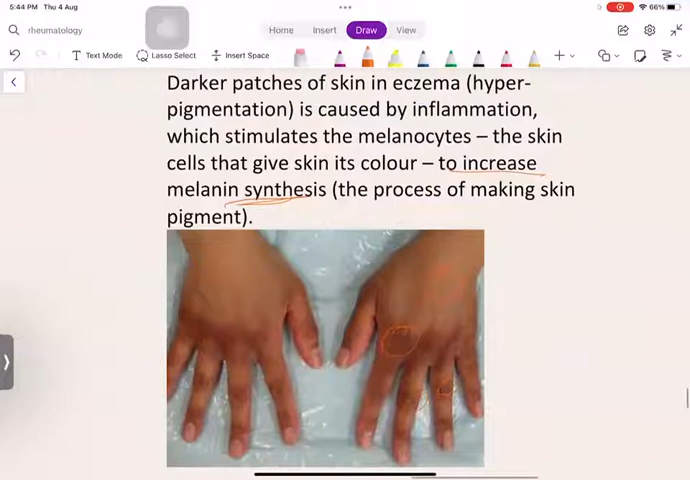 5:44 PM Thu 4 Aug
66%
rheumatology
Home Insert Draw View
Text Mode Lasso Select Insert Space
Darker patches of skin in eczema (hyper-
pigmentation) is caused by inflammation,
which stimulates the melanocytes – the skin
cells that give skin its colour – to increase
melanin synthesis (the process of making skin
pigment).